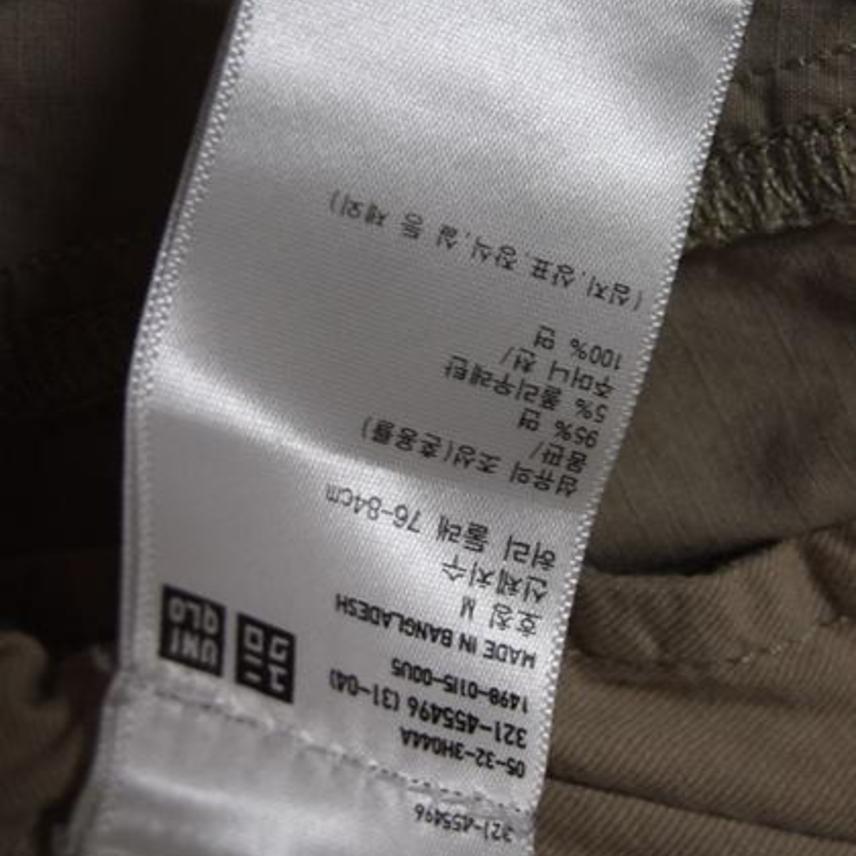 321-455496
05-32-3H044A
321-455496 (31-04)
1498-0115-00U5
MADE IN BANGLADESH
ユニ
クロ
UNI
QLO
호칭 M
신체치수
허리 둘레 76-84cm
섬유의 조성(혼용률)
몸판/
95% 면
5% 폴리우레탄
주머니 천/
100% 면
(심지,상표,장식,실 등 제외)